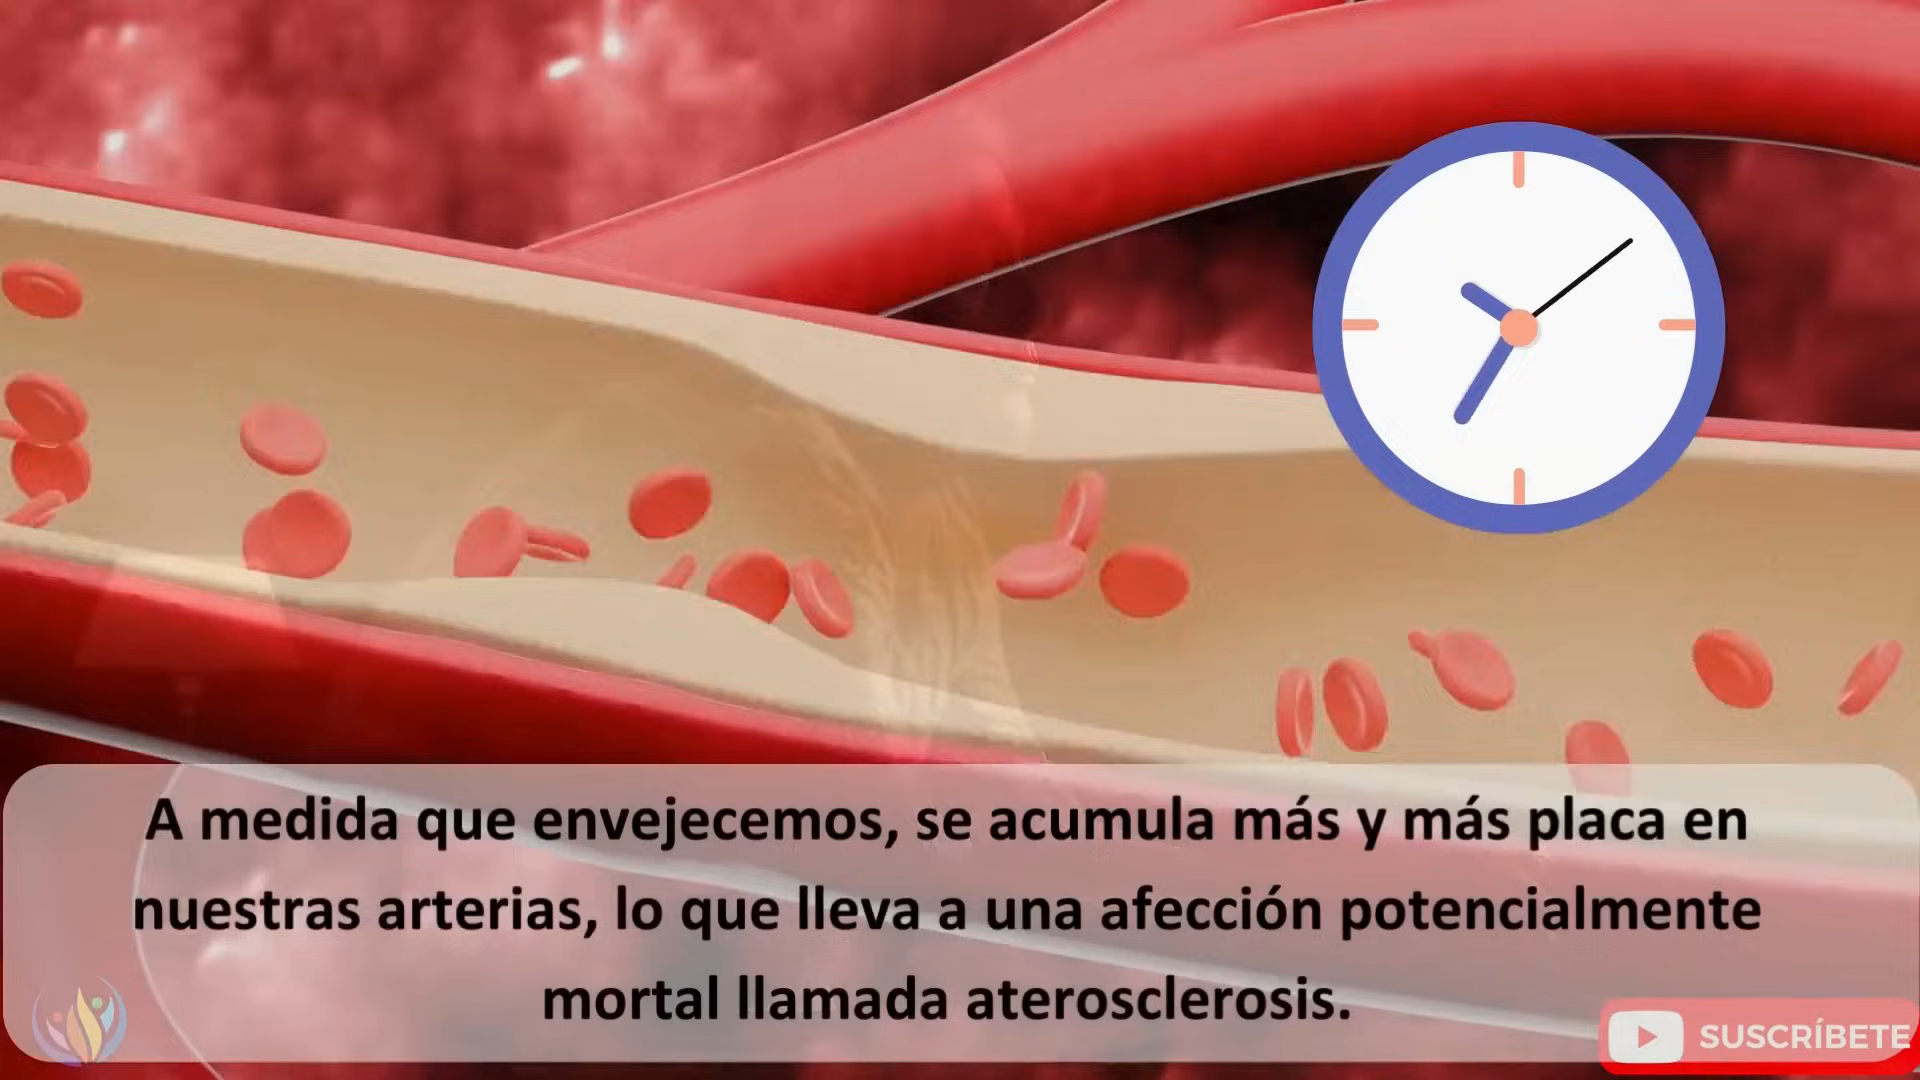 A medida que envejecemos, se acumula más y más placa en
nuestras arterias, lo que lleva a una afección potencialmente
mortal llamada aterosclerosis.
SUSCRÍBETE